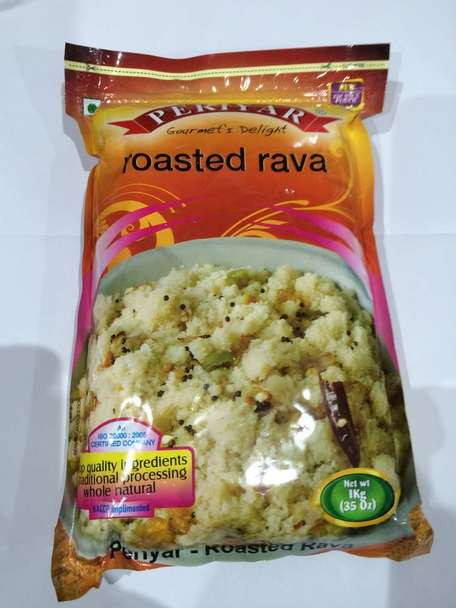 PERIYAR
Gourmet's Delight
roasted rava
An
ISO 22000 : 2005
CERTIFIED COMPANY
top quality ingredients
traditional processing
whole natural
HACCP Implemented
Net wt
1Kg
(35 Oz)
Periyar - Roasted Rava